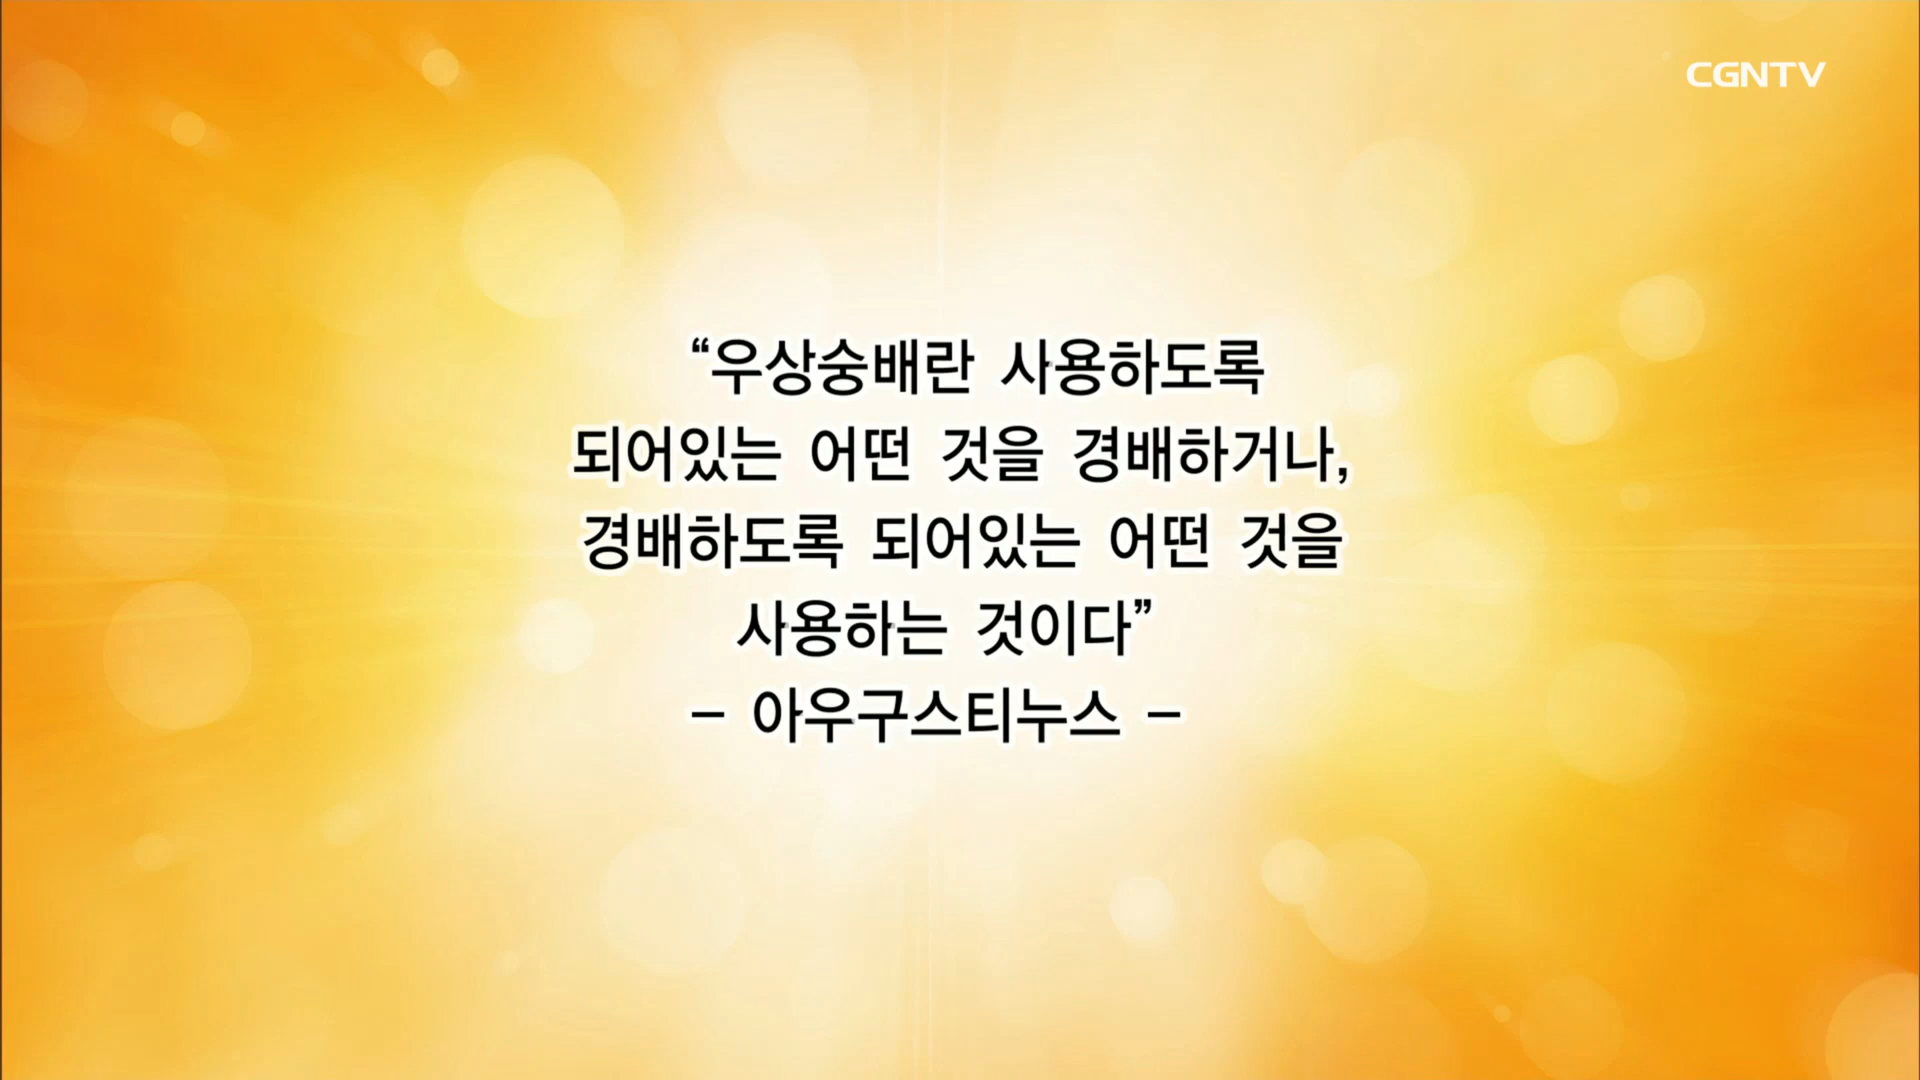 CGNTV
“우상숭배란 사용하도록
되어있는 어떤 것을 경배하거나,
경배하도록 되어있는 어떤 것을
사용하는 것이다”
– 아우구스티누스 –